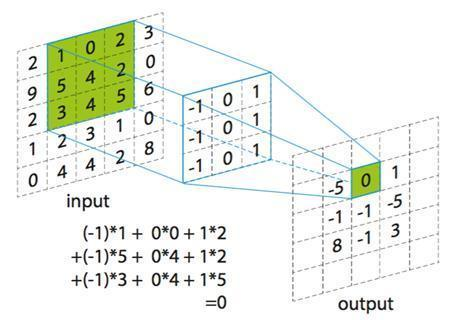 2 1 0 2 3
9 5 4 2 0
2 3 4 5 6
1 2 3 1 0
0 4 4 2 8
input
-1 0 1
-1 0 1
-1 0 1
-5 0 1
-1 -1 -5
8 -1 3
output
(-1)*1 + 0*0 + 1*2
+(-1)*5 + 0*4 + 1*2
+(-1)*3 + 0*4 + 1*5
=0